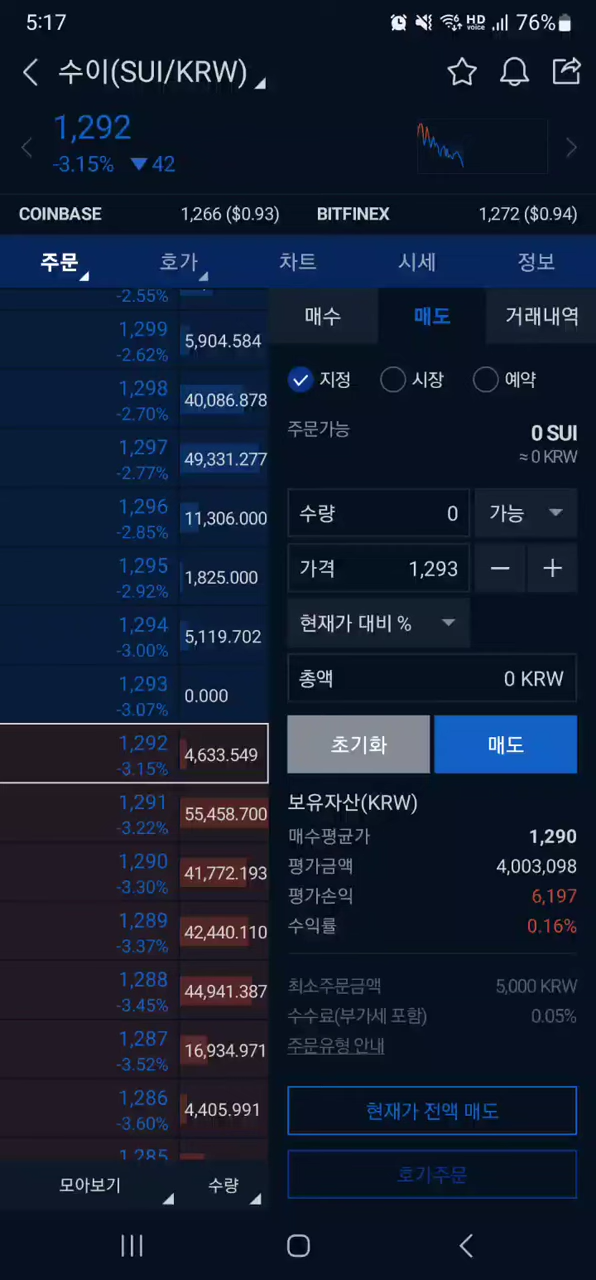 5:17
HD voice 76%
수이(SUI/KRW)
1,292
-3.15% ▼42
COINBASE 1,266 ($0.93) BITFINEX 1,272 ($0.94)
주문 호가 차트 시세 정보
-2.55%
1,299
-2.62%
5,904.584
1,298
-2.70%
40,086.878
1,297
-2.77%
49,331.277
1,296
-2.85%
11,306.000
1,295
-2.92%
1,825.000
1,294
-3.00%
5,119.702
1,293
-3.07%
0.000
1,292
-3.15%
4,633.549
1,291
-3.22%
55,458.700
1,290
-3.30%
41,772.193
1,289
-3.37%
42,440.110
1,288
-3.45%
44,941.387
1,287
-3.52%
16,934.971
1,286
-3.60%
4,405.991
1,285
모아보기 수량
매수 매도 거래내역
지정 시장 예약
주문가능 0 SUI
≈ 0 KRW
수량 0 가능
가격 1,293 − +
현재가 대비 %
총액 0 KRW
초기화 매도
보유자산(KRW)
매수평균가 1,290
평가금액 4,003,098
평가손익 6,197
수익률 0.16%
최소주문금액 5,000 KRW
수수료(부가세 포함) 0.05%
주문유형 안내
현재가 전액 매도
호가주문